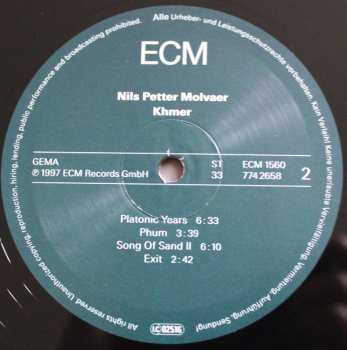 Alle Urheber- und Leistungsschutzrechte vorbehalten. Kein Verleih! Keine unerlaubte Vervielfältigung, Vermietung, Aufführung, Sendung!
ECM
Nils Petter Molvaer
Khmer
GEMA ST ECM 1560
℗ 1997 ECM Records GmbH 33 774 2658 2
Platonic Years 6:33
Phum 3:39
Song Of Sand II 6:10
Exit 2:42
LC 02516
All rights reserved. Unauthorized copying, reproduction, hiring, lending, public performance and broadcasting prohibited.